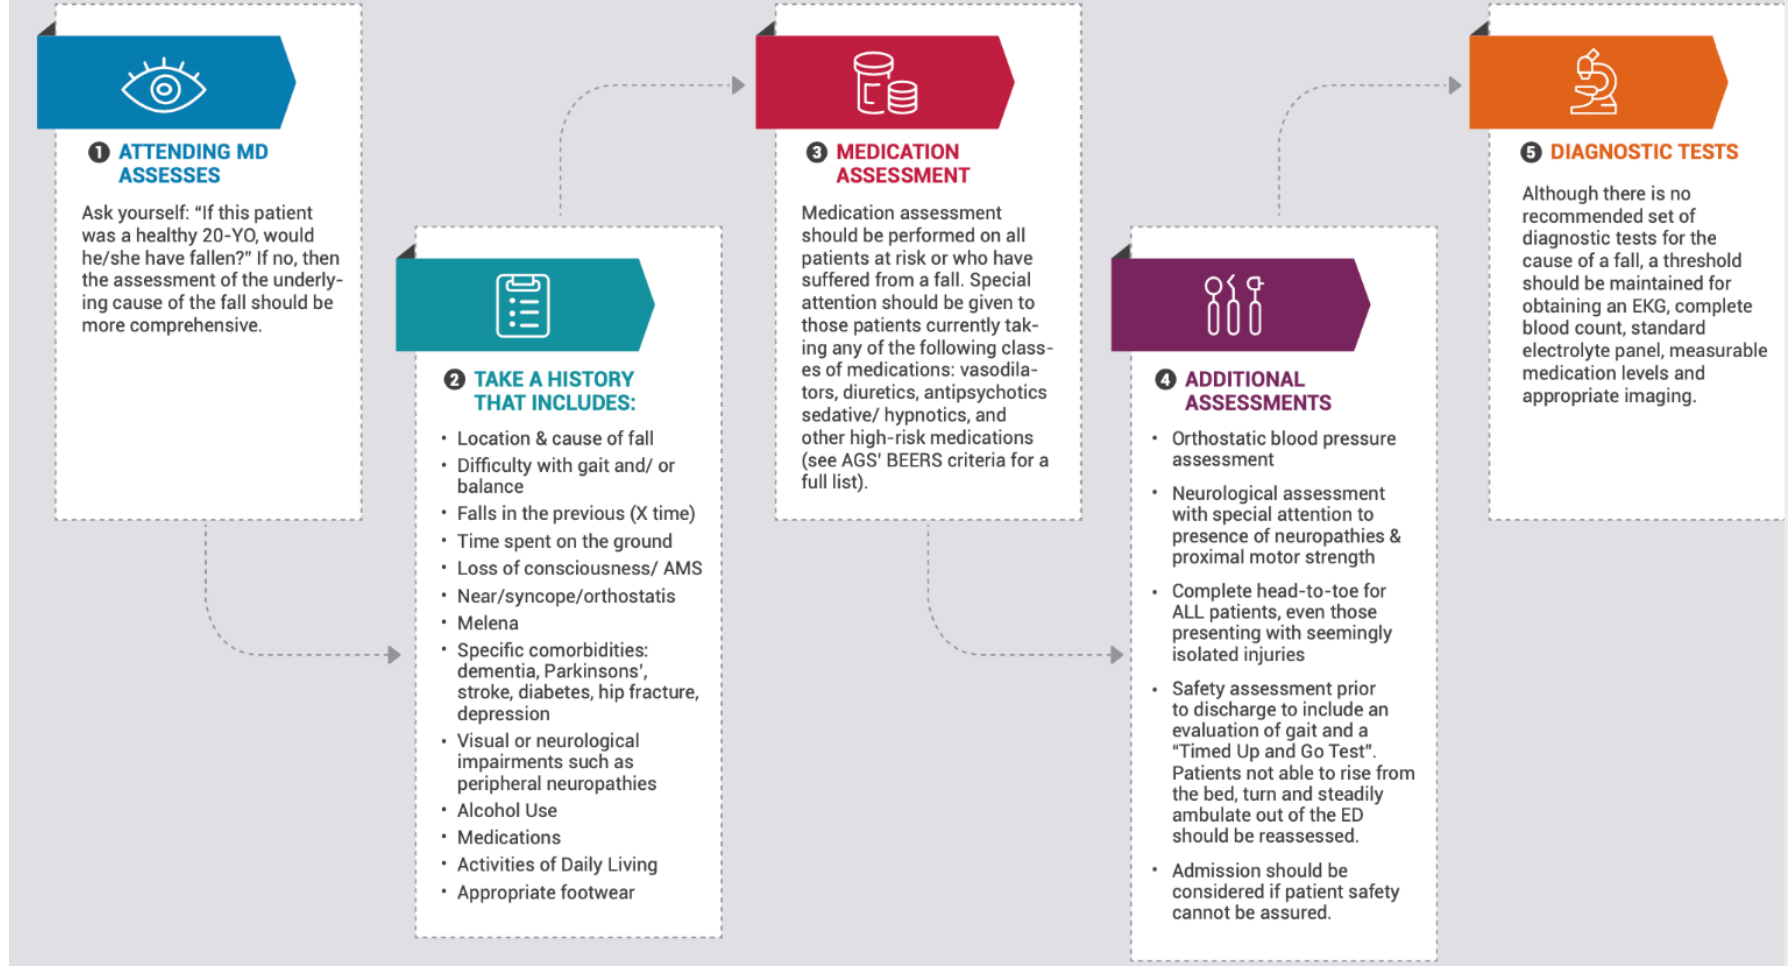 1 ATTENDING MD
ASSESSES
Ask yourself: “If this patient
was a healthy 20-YO, would
he/she have fallen?” If no, then
the assessment of the underly-
ing cause of the fall should be
more comprehensive.
2 TAKE A HISTORY
THAT INCLUDES:
• Location & cause of fall
• Difficulty with gait and/ or
balance
• Falls in the previous (X time)
• Time spent on the ground
• Loss of consciousness/ AMS
• Near/syncope/orthostatis
• Melena
• Specific comorbidities:
dementia, Parkinsons’,
stroke, diabetes, hip fracture,
depression
• Visual or neurological
impairments such as
peripheral neuropathies
• Alcohol Use
• Medications
• Activities of Daily Living
• Appropriate footwear
3 MEDICATION
ASSESSMENT
Medication assessment
should be performed on all
patients at risk or who have
suffered from a fall. Special
attention should be given to
those patients currently tak-
ing any of the following class-
es of medications: vasodila-
tors, diuretics, antipsychotics
sedative/ hypnotics, and
other high-risk medications
(see AGS’ BEERS criteria for a
full list).
4 ADDITIONAL
ASSESSMENTS
• Orthostatic blood pressure
assessment
• Neurological assessment
with special attention to
presence of neuropathies &
proximal motor strength
• Complete head-to-toe for
ALL patients, even those
presenting with seemingly
isolated injuries
• Safety assessment prior
to discharge to include an
evaluation of gait and a
“Timed Up and Go Test”.
Patients not able to rise from
the bed, turn and steadily
ambulate out of the ED
should be reassessed.
• Admission should be
considered if patient safety
cannot be assured.
5 DIAGNOSTIC TESTS
Although there is no
recommended set of
diagnostic tests for the
cause of a fall, a threshold
should be maintained for
obtaining an EKG, complete
blood count, standard
electrolyte panel, measurable
medication levels and
appropriate imaging.